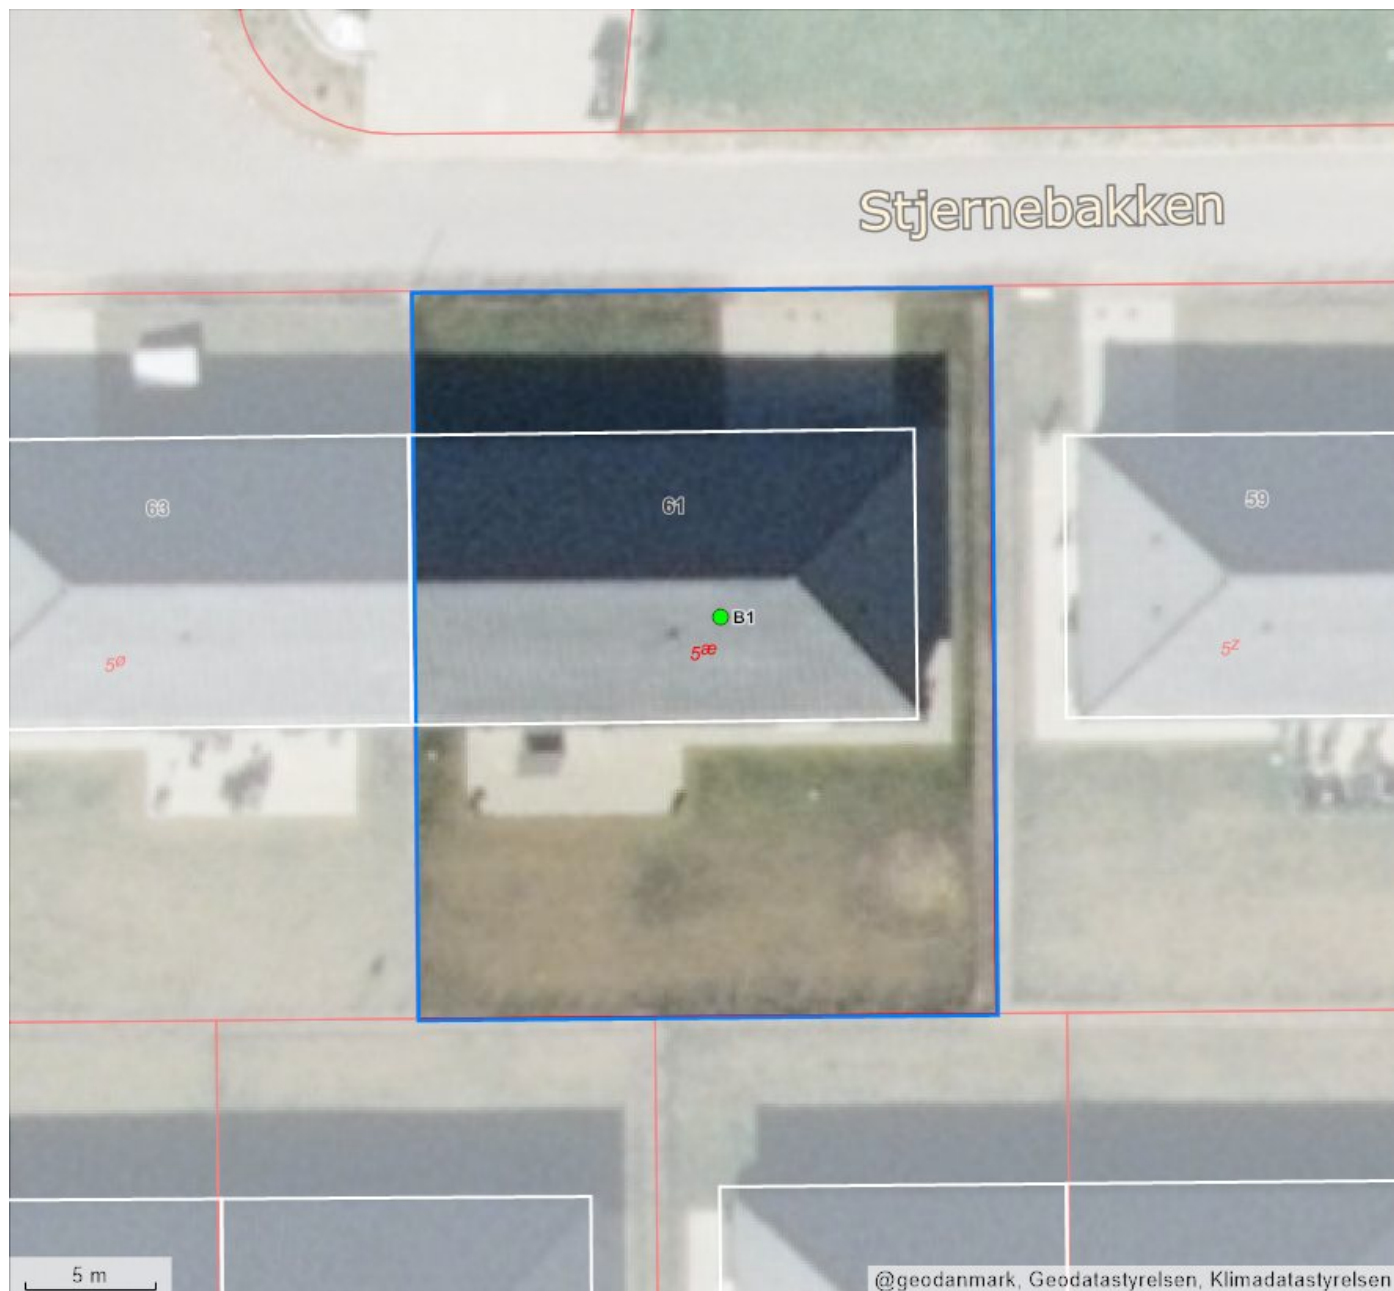 Stjernebakken
63
61
59
B1
5ø
5æ
5z
5 m
@geodanmark, Geodatastyrelsen, Klimadatastyrelsen